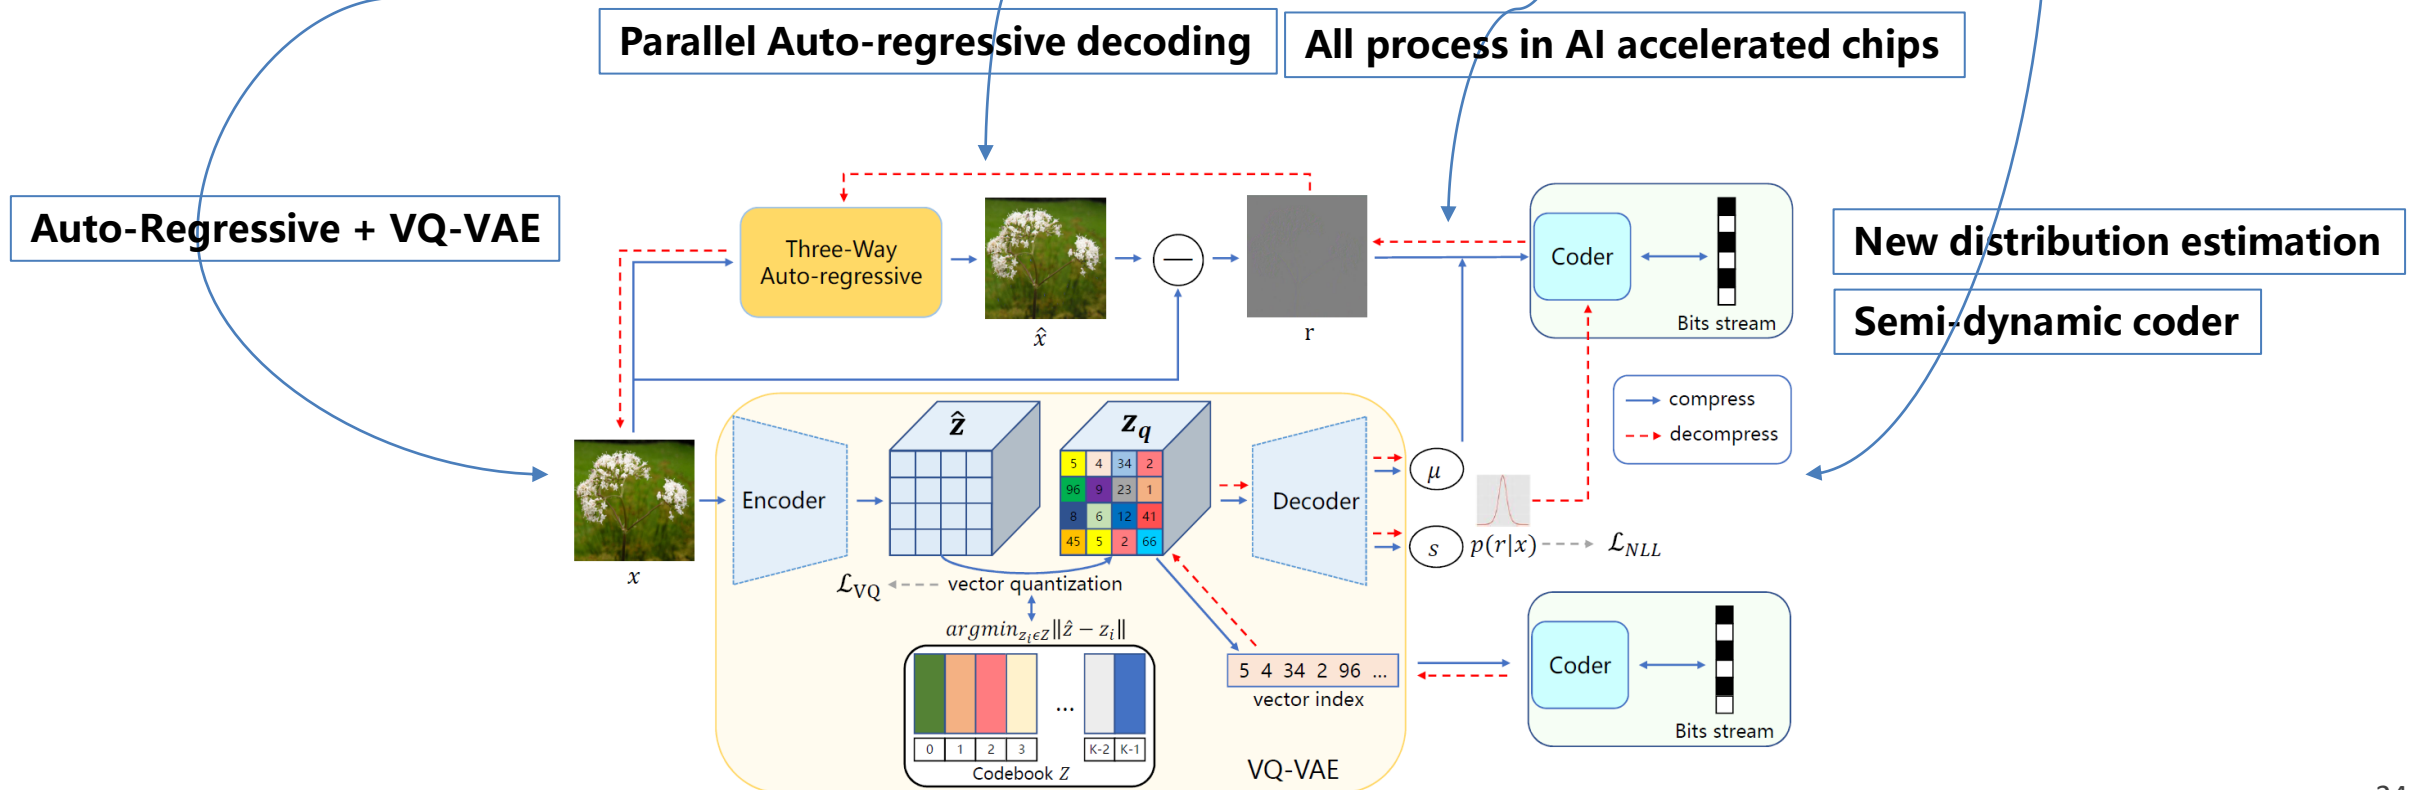 Parallel Auto-regressive decoding
All process in AI accelerated chips
Auto-Regressive + VQ-VAE
New distribution estimation
Semi-dynamic coder
Three-Way
Auto-regressive
x̂
r
Coder
Bits stream
compress
decompress
x
Encoder
ẑ
z_q
5 4 34 2
96 9 23 1
8 6 12 41
45 5 2 66
Decoder
μ
s
p(r|x)
ℒ_NLL
ℒ_VQ
vector quantization
argmin_{z_i ϵ Z}‖ẑ − z_i‖
5 4 34 2 96 ...
vector index
Coder
Bits stream
...
0 1 2 3 K-2 K-1
Codebook Z
VQ-VAE